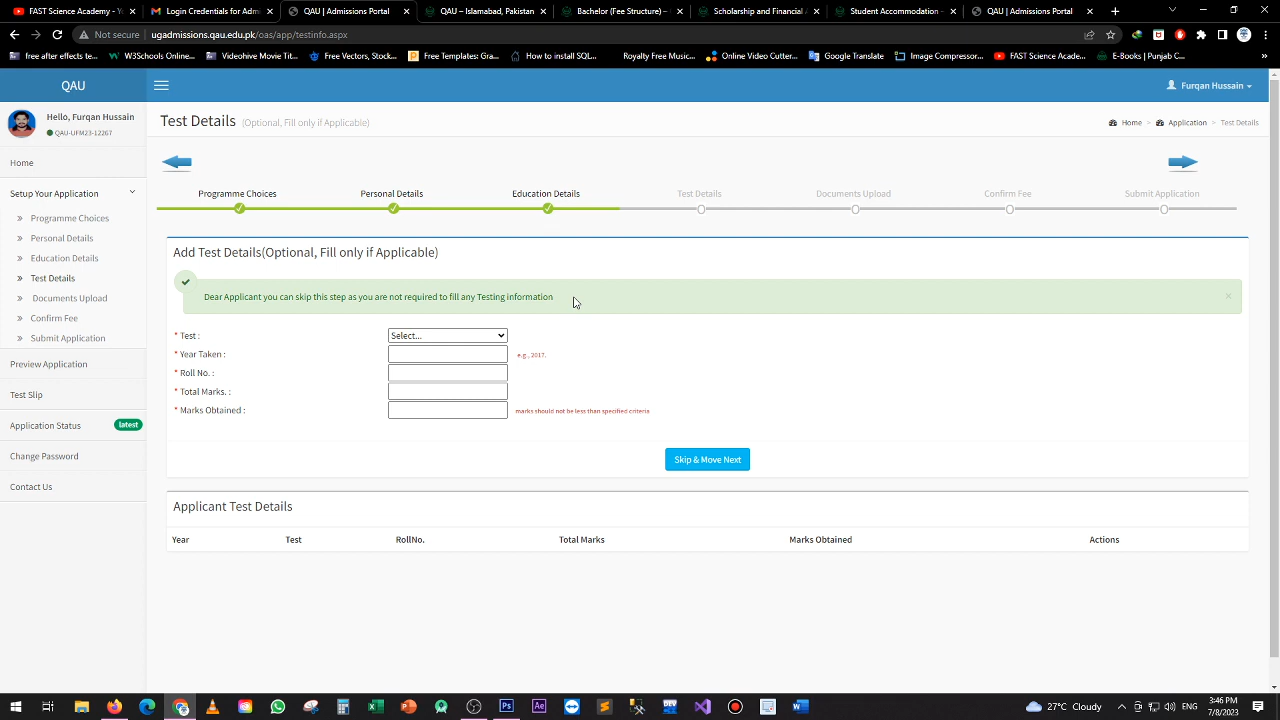 FAST Science Academy - Yo
Login Credentials for Admi
QAU | Admissions Portal
QAU – Islamabad, Pakistan
Bachelor (Fee Structure) –
Scholarship and Financial A
Student Accommodation -
QAU | Admissions Portal
Not secure | ugadmissions.qau.edu.pk/oas/app/testinfo.aspx
free after effects te...
W3Schools Online...
Videohive Movie Tit...
Free Vectors, Stock...
Free Templates: Gra...
How to install SQL...
Royalty Free Music...
Online Video Cutter...
Google Translate
Image Compressor...
FAST Science Acade...
E-Books | Punjab C...
QAU
Furqan Hussain
Hello, Furqan Hussain
QAU-UFM23-12267
Home
Setup Your Application
Programme Choices
Personal Details
Education Details
Test Details
Documents Upload
Confirm Fee
Submit Application
Preview Application
Test Slip
Application Status latest
Change Password
Contact Us
Test Details (Optional, Fill only if Applicable)
Home > Application > Test Details
Programme Choices
Personal Details
Education Details
Test Details
Documents Upload
Confirm Fee
Submit Application
Add Test Details(Optional, Fill only if Applicable)
Dear Applicant you can skip this step as you are not required to fill any Testing information
×
* Test : Select...
* Year Taken : e.g., 2017.
* Roll No. :
* Total Marks. :
* Marks Obtained : marks should not be less than specified criteria
Skip & Move Next
Applicant Test Details
Year Test RollNo. Total Marks Marks Obtained Actions
27°C Cloudy
ENG
3:46 PM
7/8/2023